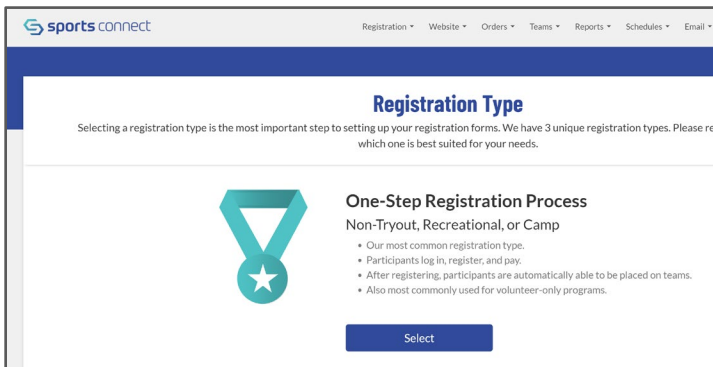 sports connect
Registration Website Orders Teams Reports Schedules Email
Registration Type
Selecting a registration type is the most important step to setting up your registration forms. We have 3 unique registration types. Please
which one is best suited for your needs.
One-Step Registration Process
Non-Tryout, Recreational, or Camp
• Our most common registration type.
• Participants log in, register, and pay.
• After registering, participants are automatically able to be placed on teams.
• Also most commonly used for volunteer-only programs.
Select